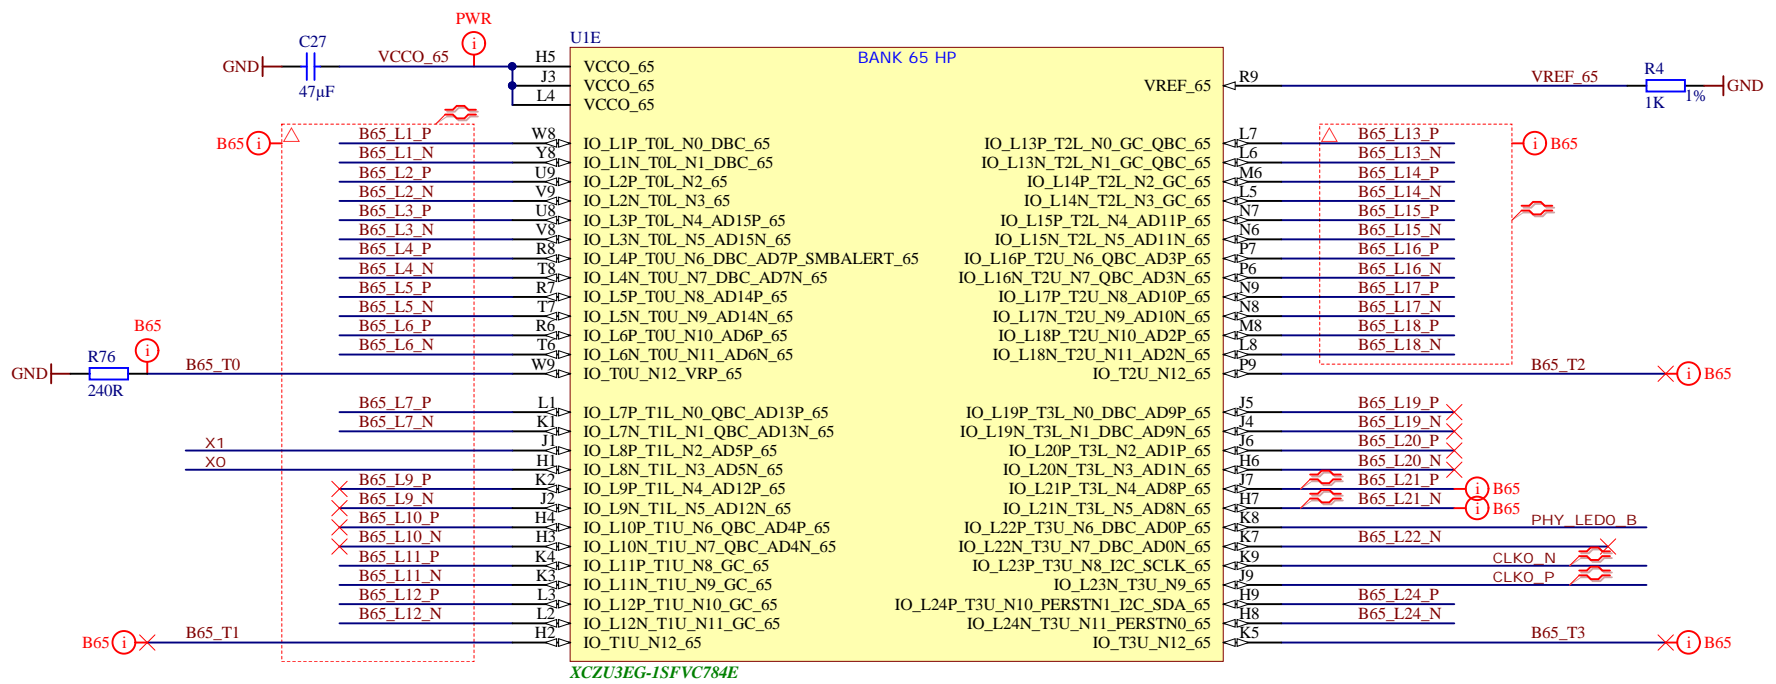 PWR
U1E
C27
BANK 65 HP
GND
VCCO_65
H5
VCCO_65
47µF
J3
VCCO_65
L4
VCCO_65
VREF_65
R9
VREF_65
R4
GND
1K
1%
B65
B65_L1_P
W8
IO_L1P_T0L_N0_DBC_65
B65_L1_N
Y8
IO_L1N_T0L_N1_DBC_65
B65_L2_P
U9
IO_L2P_T0L_N2_65
B65_L2_N
V9
IO_L2N_T0L_N3_65
B65_L3_P
U8
IO_L3P_T0L_N4_AD15P_65
B65_L3_N
V8
IO_L3N_T0L_N5_AD15N_65
B65_L4_P
R8
IO_L4P_T0U_N6_DBC_AD7P_SMBALERT_65
B65_L4_N
T8
IO_L4N_T0U_N7_DBC_AD7N_65
B65_L5_P
R7
IO_L5P_T0U_N8_AD14P_65
B65_L5_N
T7
IO_L5N_T0U_N9_AD14N_65
B65_L6_P
R6
IO_L6P_T0U_N10_AD6P_65
B65_L6_N
T6
IO_L6N_T0U_N11_AD6N_65
B65
R76
GND
240R
B65_T0
W9
IO_T0U_N12_VRP_65
B65_L7_P
L1
IO_L7P_T1L_N0_QBC_AD13P_65
B65_L7_N
K1
IO_L7N_T1L_N1_QBC_AD13N_65
X1
J1
IO_L8P_T1L_N2_AD5P_65
X0
H1
IO_L8N_T1L_N3_AD5N_65
B65_L9_P
K2
IO_L9P_T1L_N4_AD12P_65
B65_L9_N
J2
IO_L9N_T1L_N5_AD12N_65
B65_L10_P
H4
IO_L10P_T1U_N6_QBC_AD4P_65
B65_L10_N
H3
IO_L10N_T1U_N7_QBC_AD4N_65
B65_L11_P
K4
IO_L11P_T1U_N8_GC_65
B65_L11_N
K3
IO_L11N_T1U_N9_GC_65
B65_L12_P
L3
IO_L12P_T1U_N10_GC_65
B65_L12_N
L2
IO_L12N_T1U_N11_GC_65
B65
B65_T1
H2
IO_T1U_N12_65
IO_L13P_T2L_N0_GC_QBC_65
L7
B65_L13_P
B65
IO_L13N_T2L_N1_GC_QBC_65
L6
B65_L13_N
IO_L14P_T2L_N2_GC_65
M6
B65_L14_P
IO_L14N_T2L_N3_GC_65
L5
B65_L14_N
IO_L15P_T2L_N4_AD11P_65
N7
B65_L15_P
IO_L15N_T2L_N5_AD11N_65
N6
B65_L15_N
IO_L16P_T2U_N6_QBC_AD3P_65
P7
B65_L16_P
IO_L16N_T2U_N7_QBC_AD3N_65
P6
B65_L16_N
IO_L17P_T2U_N8_AD10P_65
N9
B65_L17_P
IO_L17N_T2U_N9_AD10N_65
N8
B65_L17_N
IO_L18P_T2U_N10_AD2P_65
M8
B65_L18_P
IO_L18N_T2U_N11_AD2N_65
L8
B65_L18_N
IO_T2U_N12_65
P9
B65_T2
B65
IO_L19P_T3L_N0_DBC_AD9P_65
J5
B65_L19_P
IO_L19N_T3L_N1_DBC_AD9N_65
J4
B65_L19_N
IO_L20P_T3L_N2_AD1P_65
J6
B65_L20_P
IO_L20N_T3L_N3_AD1N_65
H6
B65_L20_N
IO_L21P_T3L_N4_AD8P_65
J7
B65_L21_P
B65
IO_L21N_T3L_N5_AD8N_65
H7
B65_L21_N
B65
IO_L22P_T3U_N6_DBC_AD0P_65
K8
PHY_LED0_B
IO_L22N_T3U_N7_DBC_AD0N_65
K7
B65_L22_N
IO_L23P_T3U_N8_I2C_SCLK_65
K9
CLK0_N
IO_L23N_T3U_N9_65
J9
CLK0_P
IO_L24P_T3U_N10_PERSTN1_I2C_SDA_65
H9
B65_L24_P
IO_L24N_T3U_N11_PERSTN0_65
H8
B65_L24_N
IO_T3U_N12_65
K5
B65_T3
B65
XCZU3EG-1SFVC784E